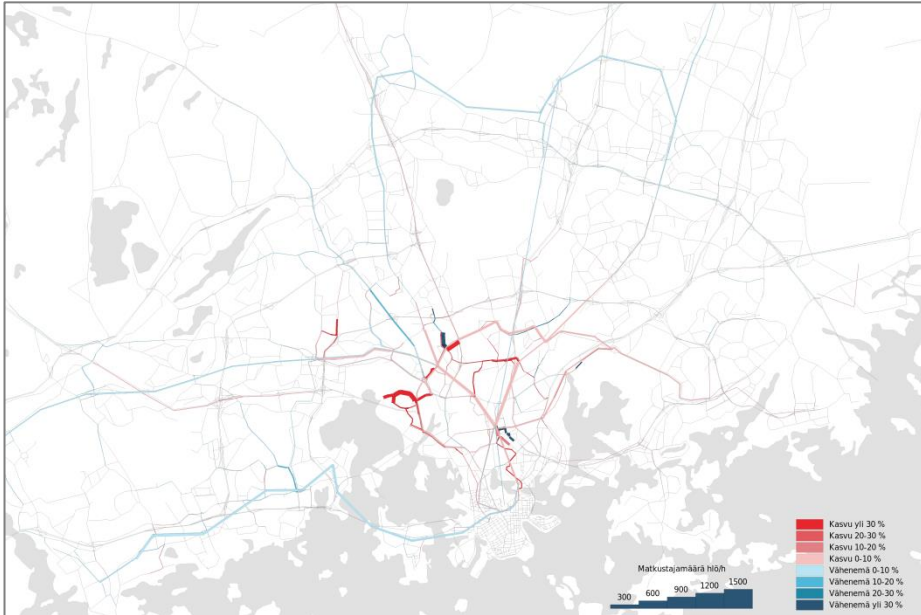 Matkustajamäärä hlö/h
300 600 900 1200 1500
Kasvu yli 30 %
Kasvu 20-30 %
Kasvu 10-20 %
Kasvu 0-10 %
Vähenemä 0-10 %
Vähenemä 10-20 %
Vähenemä 20-30 %
Vähenemä yli 30 %